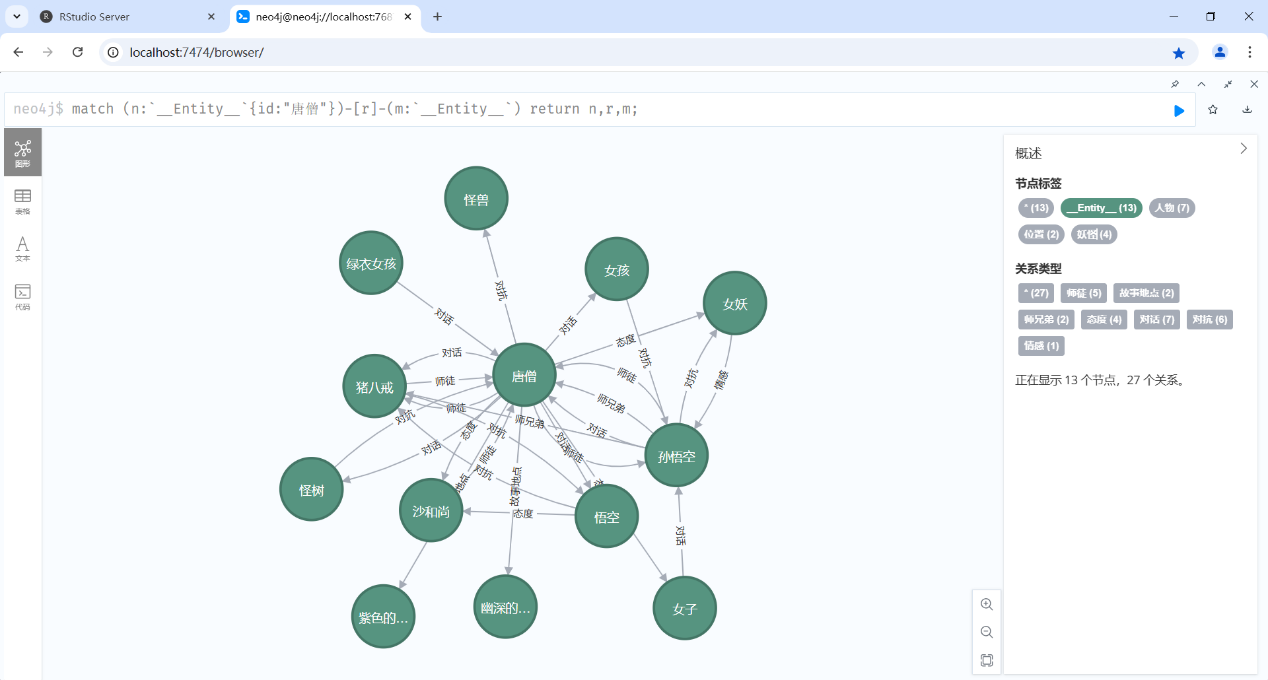 RStudio Server
neo4j@neo4j://localhost:768
localhost:7474/browser/
neo4j$ match (n:`__Entity__`{id:"唐僧"})-[r]-(m:`__Entity__`) return n,r,m;
图形
表格
文本
代码
怪兽
绿衣女孩
女孩
女妖
对抗
对话
对话
态度
对抗
对话
唐僧
师徒
对抗
情感
猪八戒
师徒
师徒
师兄弟
对抗
师兄弟
对抗
对话
态度
对话
对话
师徒
孙悟空
师徒
地点
对抗
故事地点
怪树
沙和尚
态度
悟空
对话
紫色的...
幽深的...
女子
概述
节点标签
* (13)
__Entity__ (13)
人物 (7)
位置 (2)
妖怪 (4)
关系类型
* (27)
师徒 (5)
故事地点 (2)
师兄弟 (2)
态度 (4)
对话 (7)
对抗 (6)
情感 (1)
正在显示 13 个节点，27 个关系。